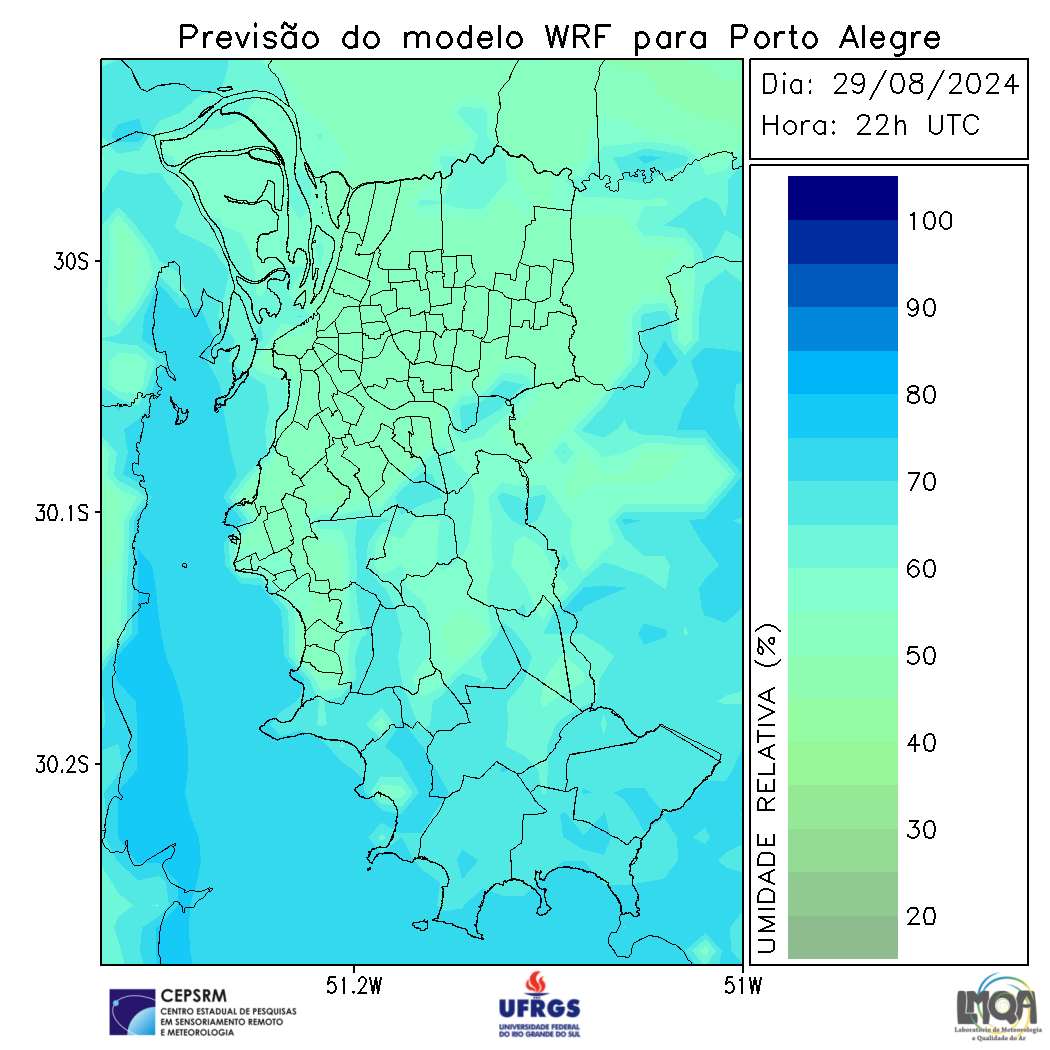 Previsão do modelo WRF para Porto Alegre
Dia: 29/08/2024
Hora: 22h UTC
100
90
80
70
60
50
40
30
20
UMIDADE RELATIVA (%)
30S
30.1S
30.2S
51.2W
51W
CEPSRM
CENTRO ESTADUAL DE PESQUISAS
EM SENSORIAMENTO REMOTO
E METEOROLOGIA
UFRGS
UNIVERSIDADE FEDERAL
DO RIO GRANDE DO SUL
LMQA
Laboratório de Meteorologia
e Qualidade do Ar